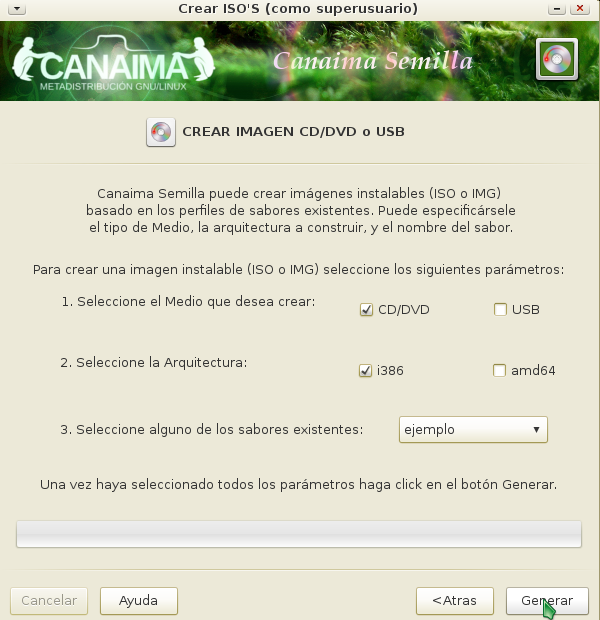 Crear ISO'S (como superusuario)
CANAIMA
METADISTRIBUCIÓN GNU/LINUX
Canaima Semilla
CREAR IMAGEN CD/DVD o USB
Canaima Semilla puede crear imágenes instalables (ISO o IMG)
basado en los perfiles de sabores existentes. Puede especificársele
el tipo de Medio, la arquitectura a construir, y el nombre del sabor.
Para crear una imagen instalable (ISO o IMG) seleccione los siguientes parámetros:
1. Seleccione el Medio que desea crear:
CD/DVD
USB
2. Seleccione la Arquitectura:
i386
amd64
3. Seleccione alguno de los sabores existentes:
ejemplo
Una vez haya seleccionado todos los parámetros haga click en el botón Generar.
Cancelar
Ayuda
<Atras
Generar